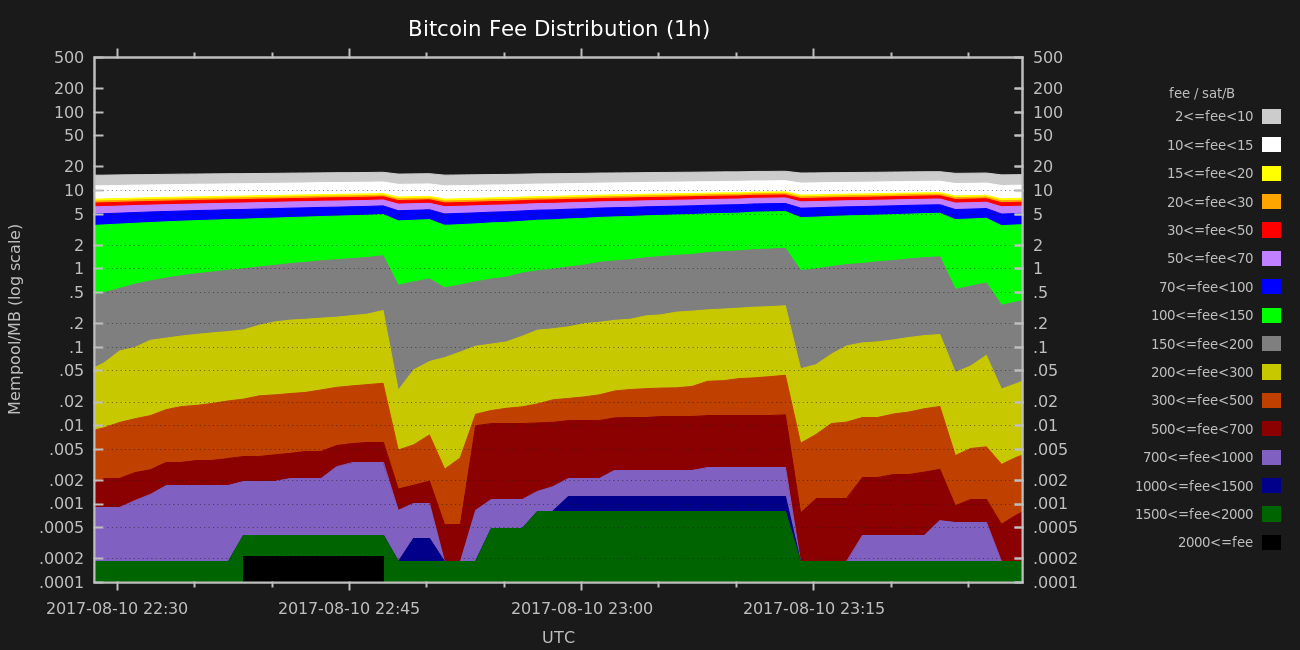 Bitcoin Fee Distribution (1h)
500 500
200 200
100 100
50 50
20 20
10 10
5 5
2 2
1 1
.5 .5
.2 .2
.1 .1
.05 .05
.02 .02
.01 .01
.005 .005
.002 .002
.001 .001
.0005 .0005
.0002 .0002
.0001 .0001
Mempool/MB (log scale)
2017-08-10 22:30 2017-08-10 22:45 2017-08-10 23:00 2017-08-10 23:15
UTC
fee / sat/B
2<=fee<10
10<=fee<15
15<=fee<20
20<=fee<30
30<=fee<50
50<=fee<70
70<=fee<100
100<=fee<150
150<=fee<200
200<=fee<300
300<=fee<500
500<=fee<700
700<=fee<1000
1000<=fee<1500
1500<=fee<2000
2000<=fee